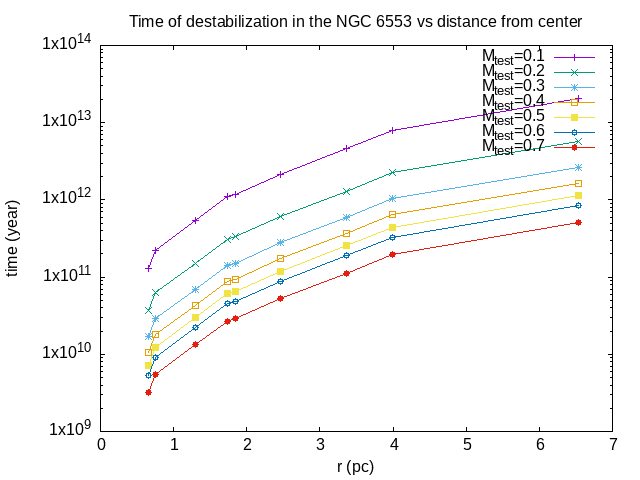 Time of destabilization in the NGC 6553 vs distance from center
1x10^14
1x10^13
1x10^12
1x10^11
1x10^10
1x10^9
time (year)
M_test=0.1
M_test=0.2
M_test=0.3
M_test=0.4
M_test=0.5
M_test=0.6
M_test=0.7
0 1 2 3 4 5 6 7
r (pc)